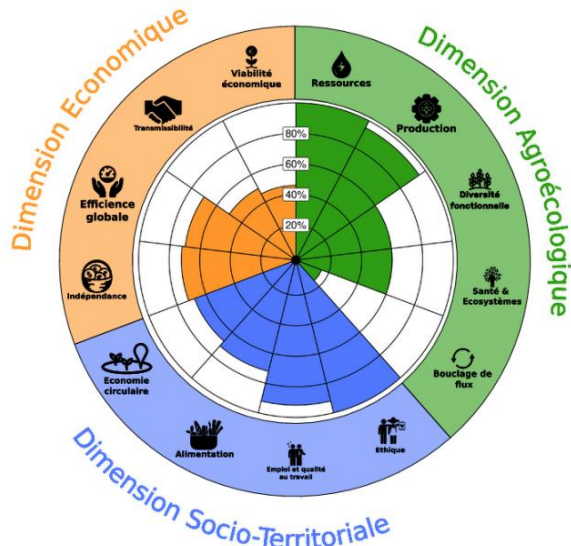 Dimension Economique
Dimension Agroécologique
Viabilité
économique
Ressources
Transmissibilité
Production
Efficience
globale
Diversité
fonctionnelle
Indépendance
Santé &
Ecosystèmes
Economie
circulaire
Bouclage de
flux
Alimentation
Emploi et qualité
au travail
Ethique
80%
60%
40%
20%
Dimension Socio-Territoriale